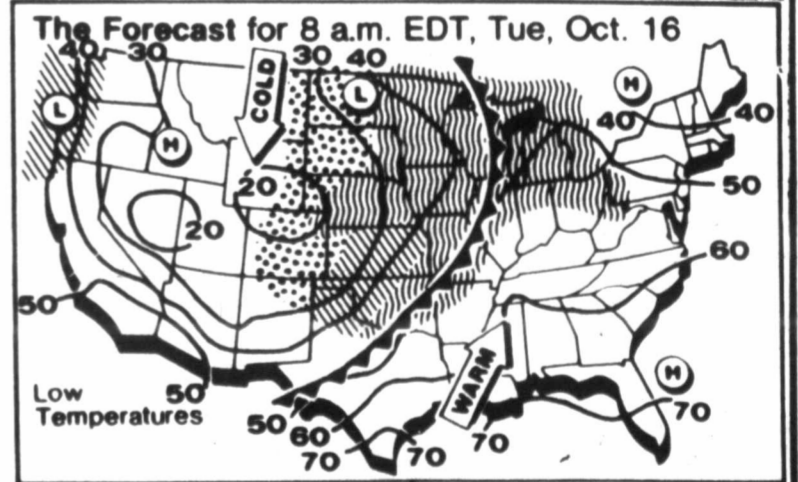 The Forecast for 8 a.m. EDT, Tue, Oct. 16
40 30 30 40
COLD
L
L
H
H
40 40
20
50
20
60
50
WARM
H
Low
Temperatures
50
50
60
70
70
70
70